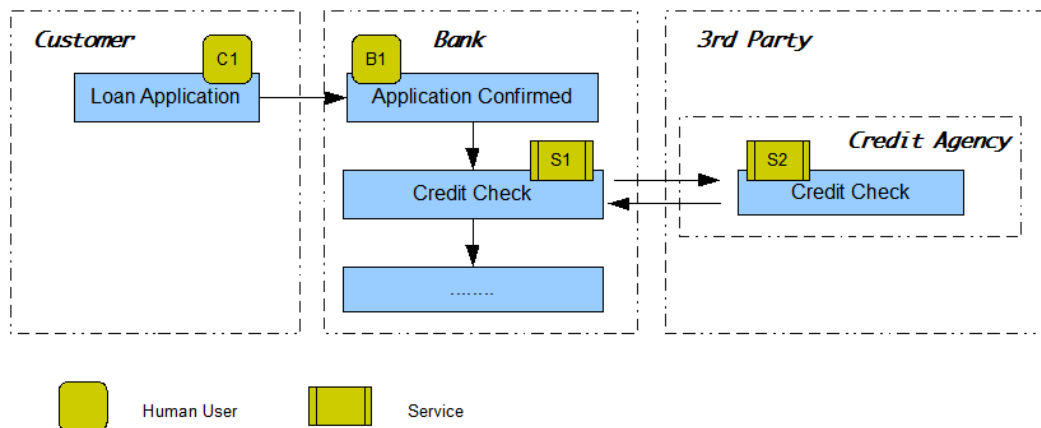 Customer
Bank
3rd Party
C1
B1
Loan Application
Application Confirmed
Credit Agency
S1
S2
Credit Check
Credit Check
........
Human User
Service